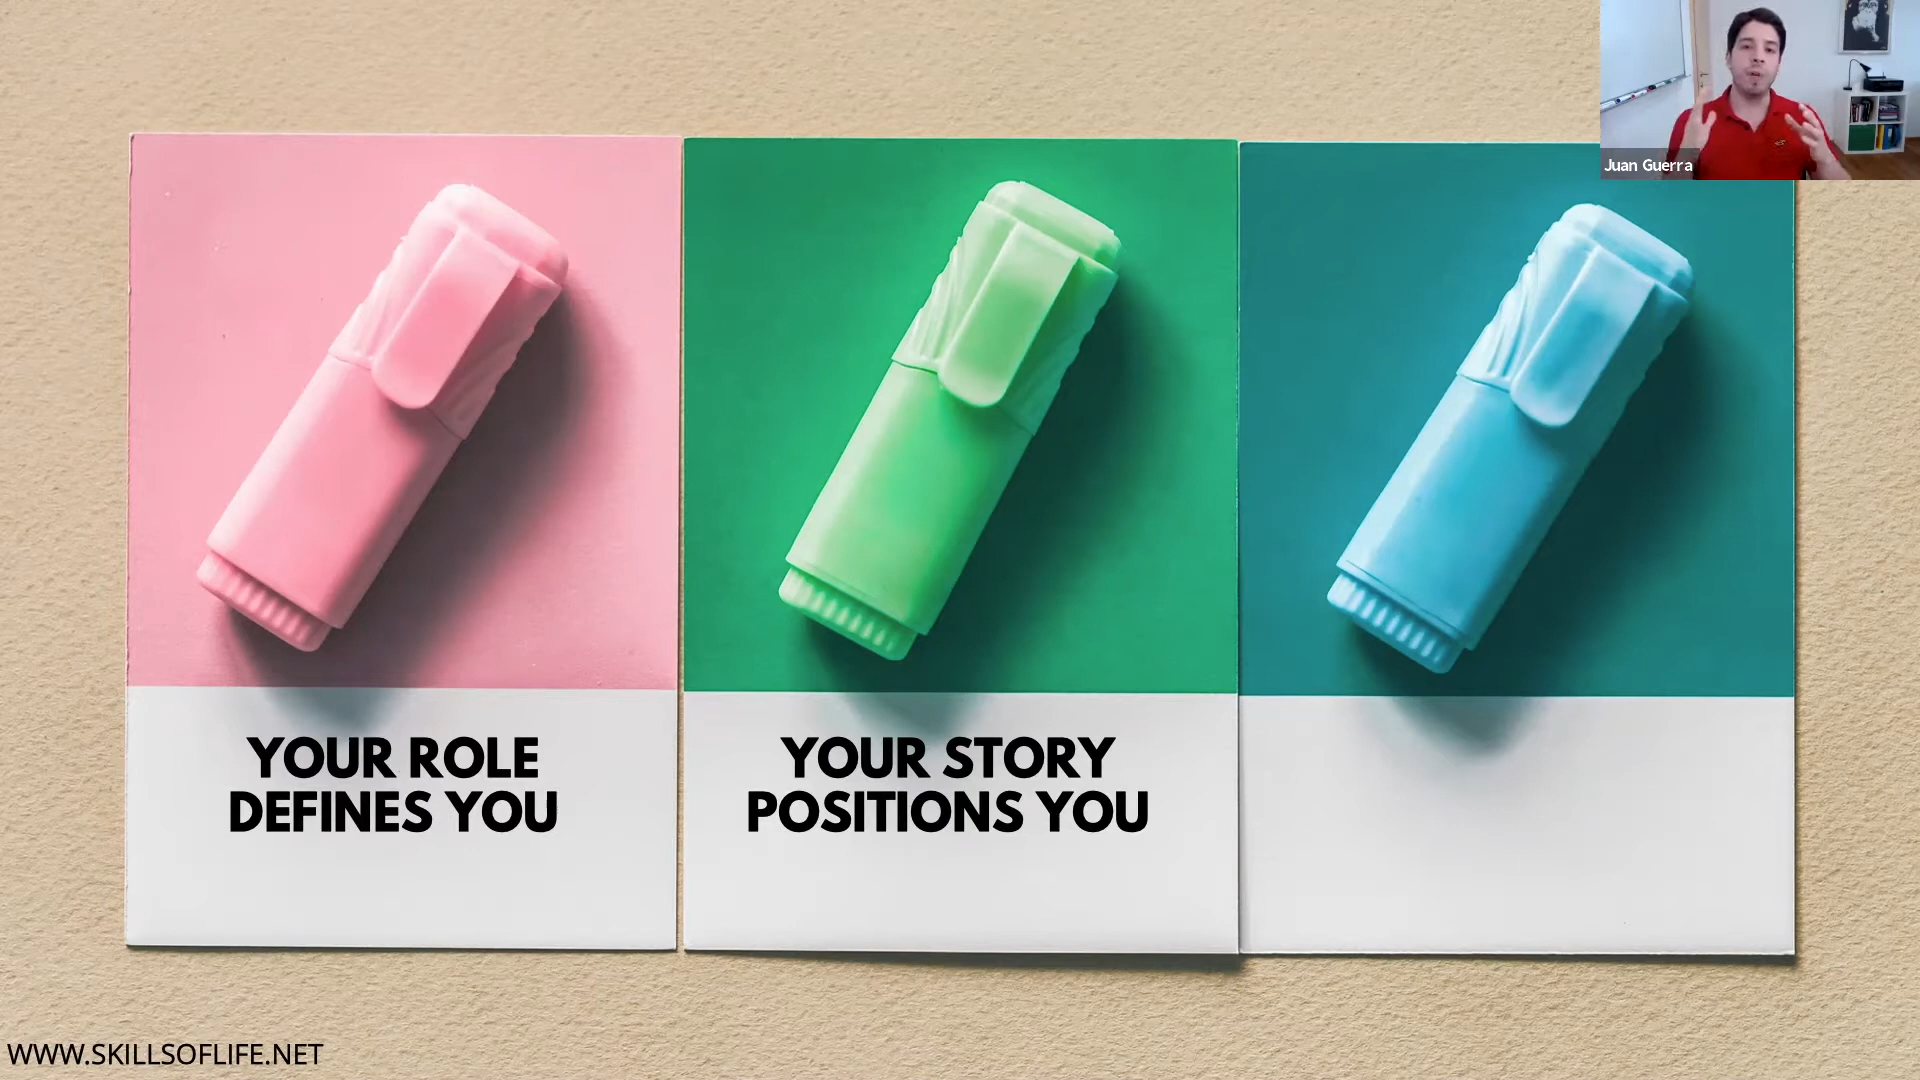 Juan Guerra
YOUR ROLE
DEFINES YOU
YOUR STORY
POSITIONS YOU
WWW.SKILLSOFLIFE.NET